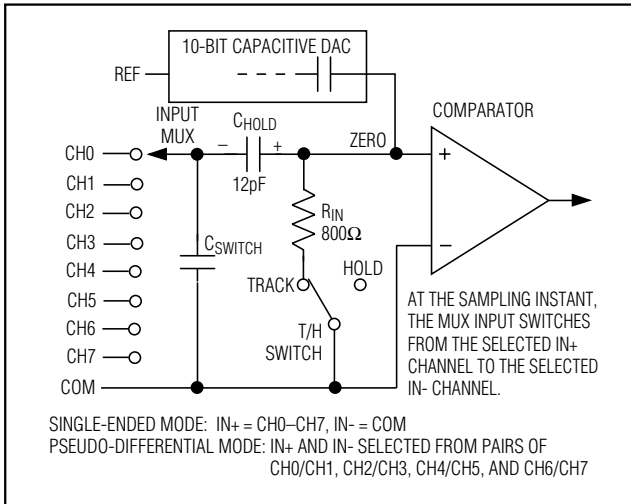 10-BIT CAPACITIVE DAC
REF
COMPARATOR
INPUT
MUX
C_HOLD
ZERO
− +
12pF
+
−
CH0
CH1
CH2
CH3
CH4
CH5
CH6
CH7
COM
C_SWITCH
R_IN
800Ω
HOLD
TRACK
T/H
SWITCH
AT THE SAMPLING INSTANT,
THE MUX INPUT SWITCHES
FROM THE SELECTED IN+
CHANNEL TO THE SELECTED
IN- CHANNEL.
SINGLE-ENDED MODE: IN+ = CH0–CH7, IN- = COM
PSEUDO-DIFFERENTIAL MODE: IN+ AND IN- SELECTED FROM PAIRS OF
CH0/CH1, CH2/CH3, CH4/CH5, AND CH6/CH7